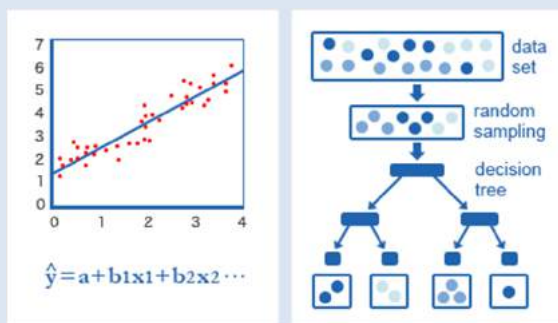 7
6
5
4
3
2
1
0
0 1 2 3 4
ŷ=a+b1x1+b2x2⋯
data
set
random
sampling
decision
tree